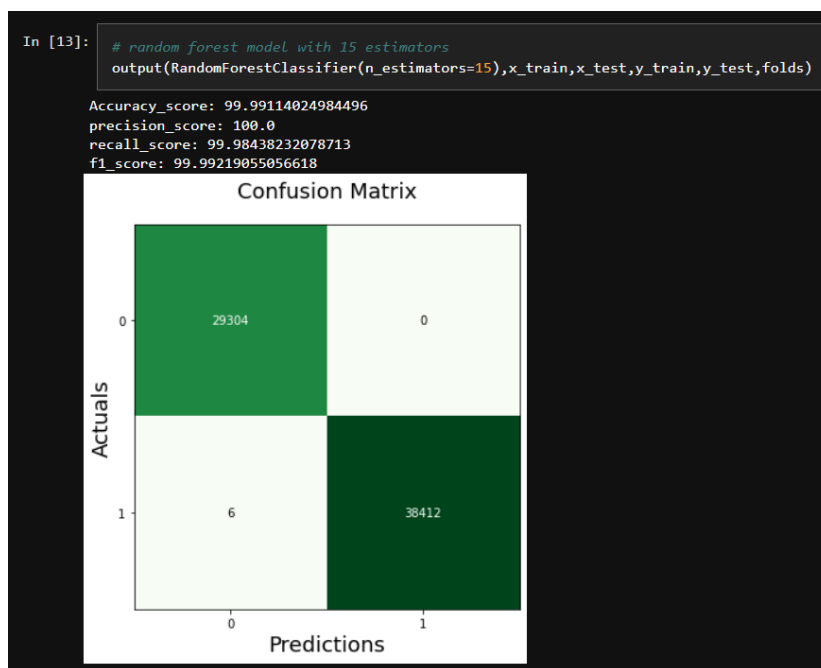 In [13]:
# random forest model with 15 estimators
output(RandomForestClassifier(n_estimators=15),x_train,x_test,y_train,y_test,folds)
Accuracy_score: 99.99114024984496
precision_score: 100.0
recall_score: 99.98438232078713
f1_score: 99.99219055056618
Confusion Matrix
0
29304
0
Actuals
1
6
38412
0
1
Predictions